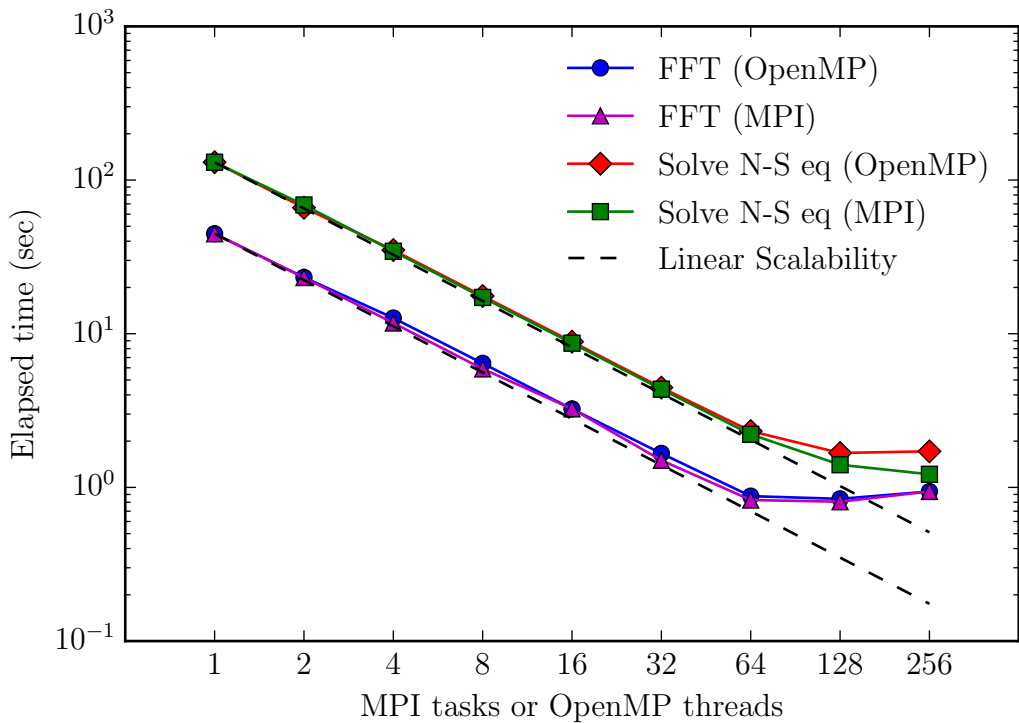 10^3
10^2
10^1
10^0
10^−1
Elapsed time (sec)
FFT (OpenMP)
FFT (MPI)
Solve N-S eq (OpenMP)
Solve N-S eq (MPI)
Linear Scalability
1 2 4 8 16 32 64 128 256
MPI tasks or OpenMP threads